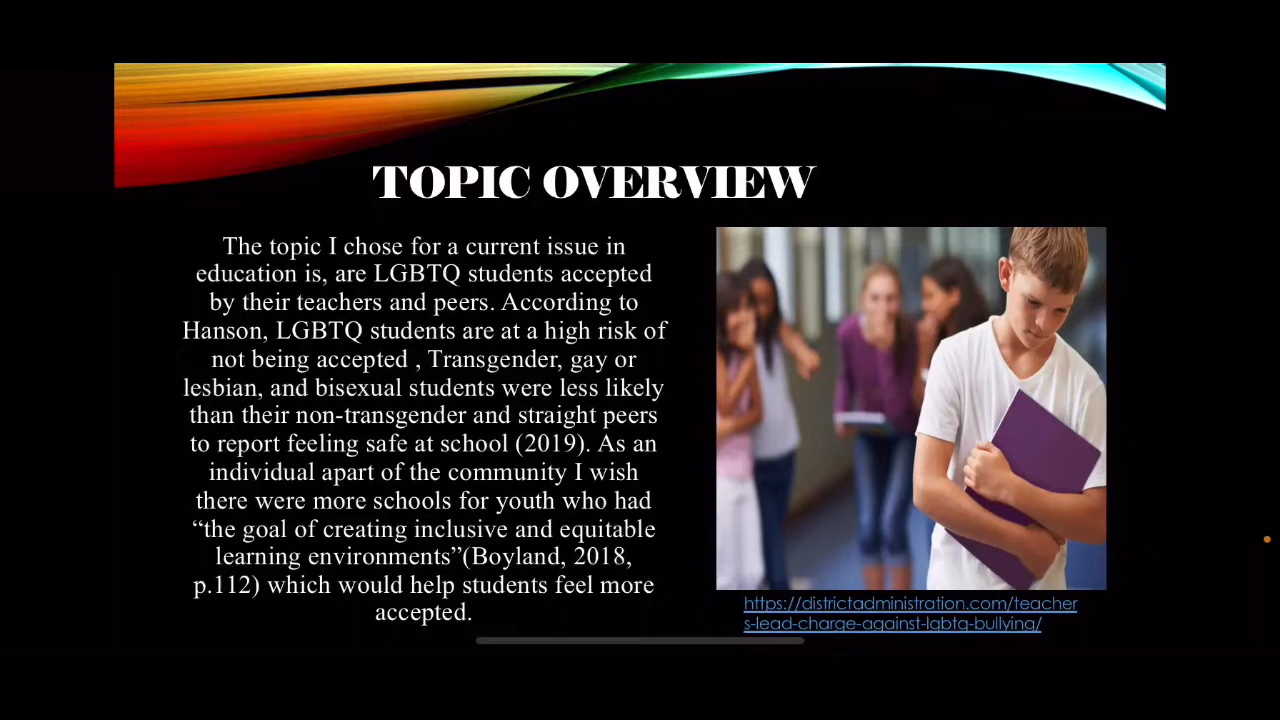 TOPIC OVERVIEW
The topic I chose for a current issue in
education is, are LGBTQ students accepted
by their teachers and peers. According to
Hanson, LGBTQ students are at a high risk of
not being accepted , Transgender, gay or
lesbian, and bisexual students were less likely
than their non-transgender and straight peers
to report feeling safe at school (2019). As an
individual apart of the community I wish
there were more schools for youth who had
“the goal of creating inclusive and equitable
learning environments”(Boyland, 2018,
p.112) which would help students feel more
accepted.
https://districtadministration.com/teacher
s-lead-charge-against-lgbtq-bullying/